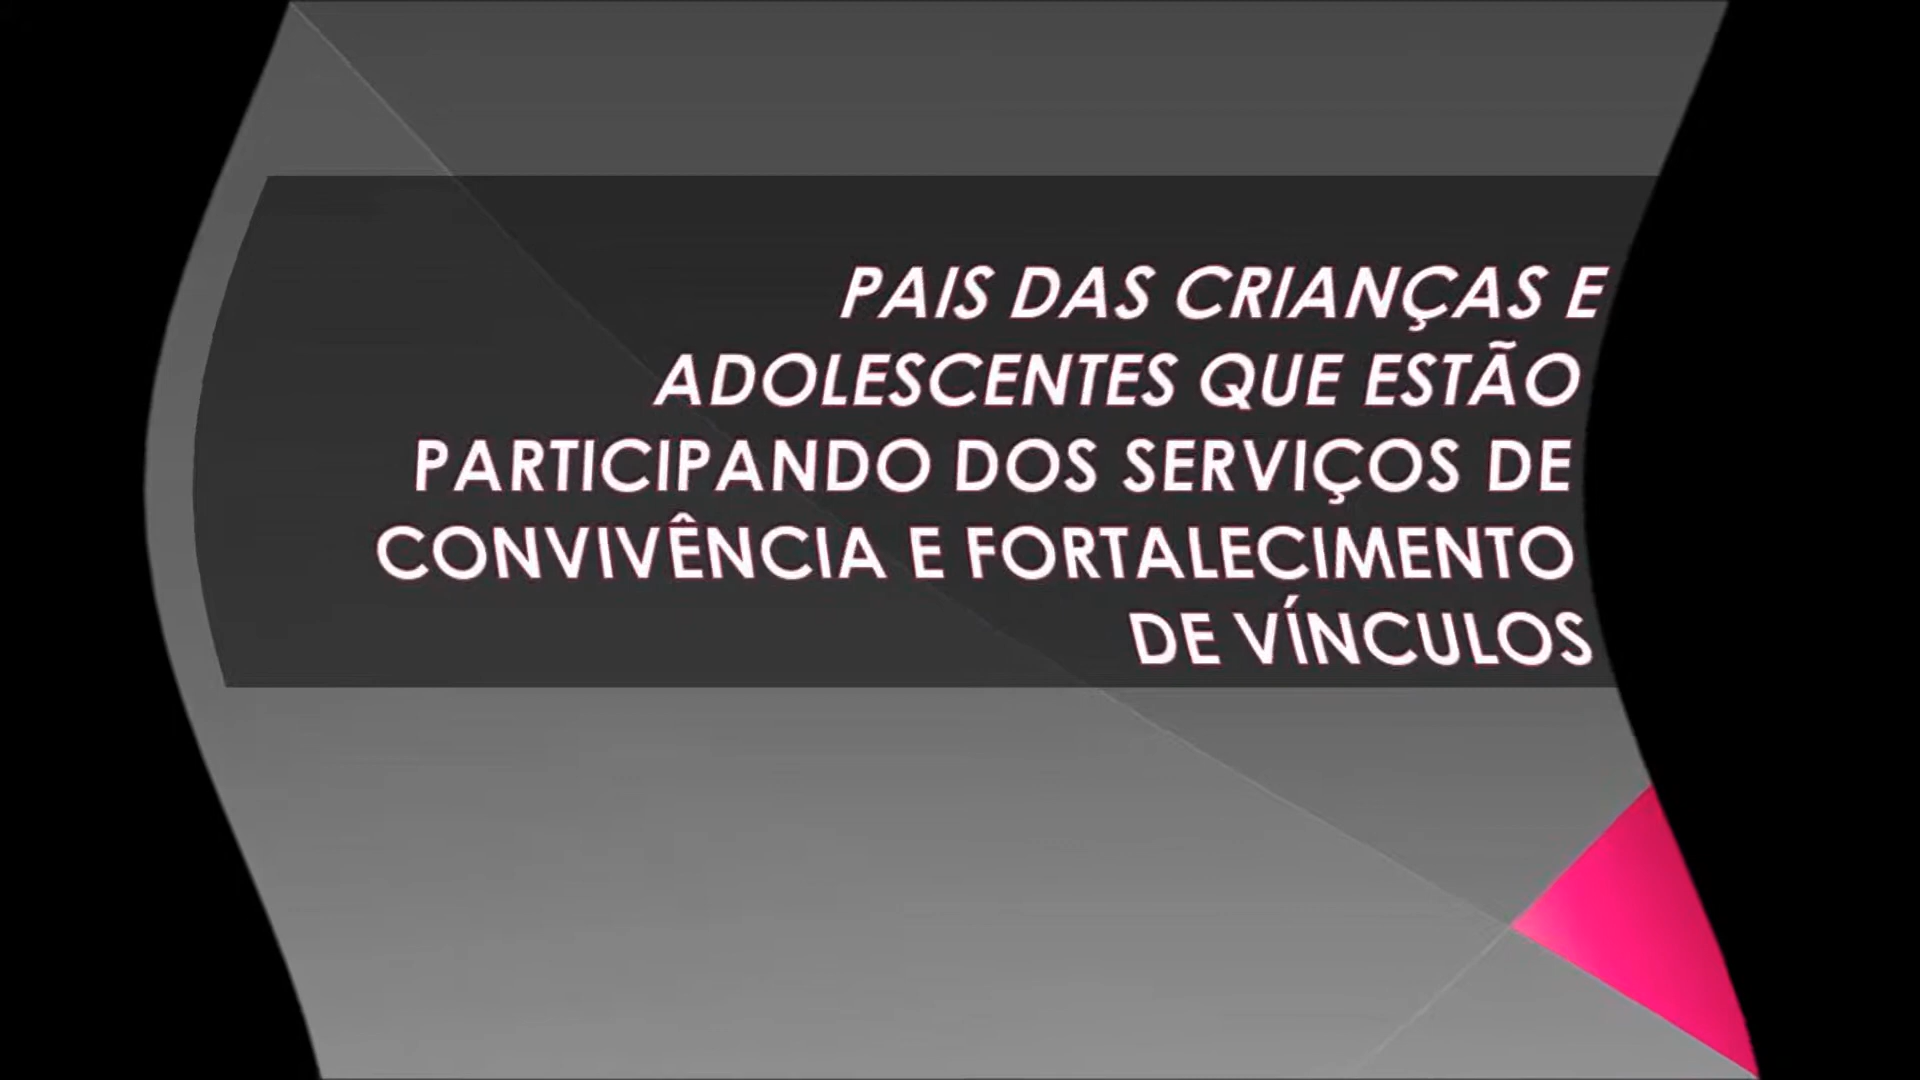 PAIS DAS CRIANÇAS E
ADOLESCENTES QUE ESTÃO
PARTICIPANDO DOS SERVIÇOS DE
CONVIVÊNCIA E FORTALECIMENTO
DE VÍNCULOS